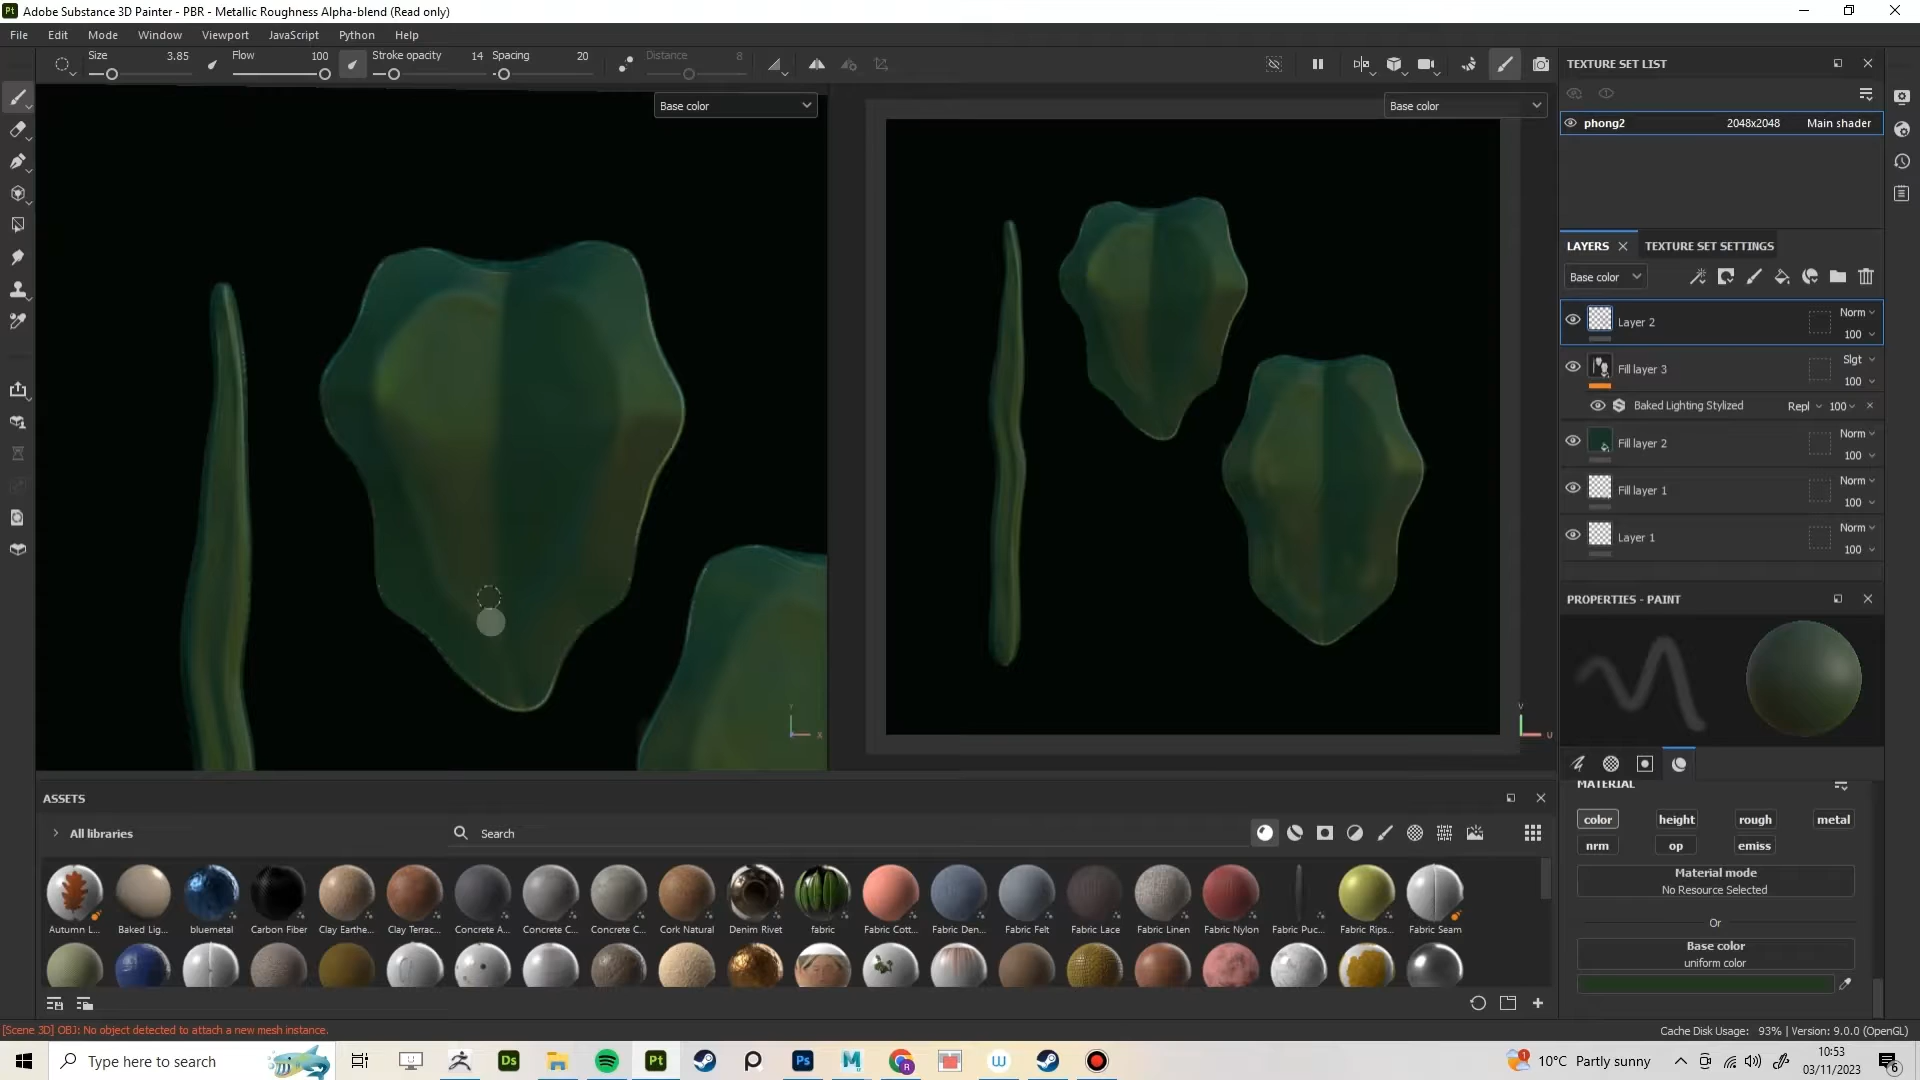 Pt Adobe Substance 3D Painter - PBR - Metallic Roughness Alpha-blend (Read only)
File Edit Mode Window Viewport JavaScript Python Help
Size 3.85 Flow 100 Stroke opacity 14 Spacing 20 Distance 8
Base color
Base color
Y
X
V
U
TEXTURE SET LIST
phong2 2048x2048 Main shader
LAYERS TEXTURE SET SETTINGS
Base color
Layer 2 Norm 100
Fill layer 3 Slgt 100
Baked Lighting Stylized Repl 100
Fill layer 2 Norm 100
Fill layer 1 Norm 100
Layer 1 Norm 100
PROPERTIES - PAINT
MATERIAL
color height rough metal
nrm op emiss
Material mode
No Resource Selected
Or
Base color
uniform color
ASSETS
All libraries
Search
Autumn L... Baked Lig... bluemetal Carbon Fiber Clay Earthe... Clay Terrac... Concrete A... Concrete C... Concrete C... Cork Natural Denim Rivet fabric Fabric Cott... Fabric Den... Fabric Felt Fabric Lace Fabric Linen Fabric Nylon Fabric Puc... Fabric Rips... Fabric Seam
[Scene 3D] OBJ: No object detected to attach a new mesh instance.
Cache Disk Usage: 93% | Version: 9.0.0 (OpenGL)
Type here to search
Ds
Pt
Ps
M
R
W
1
10°C Partly sunny
10:53
03/11/2023
6